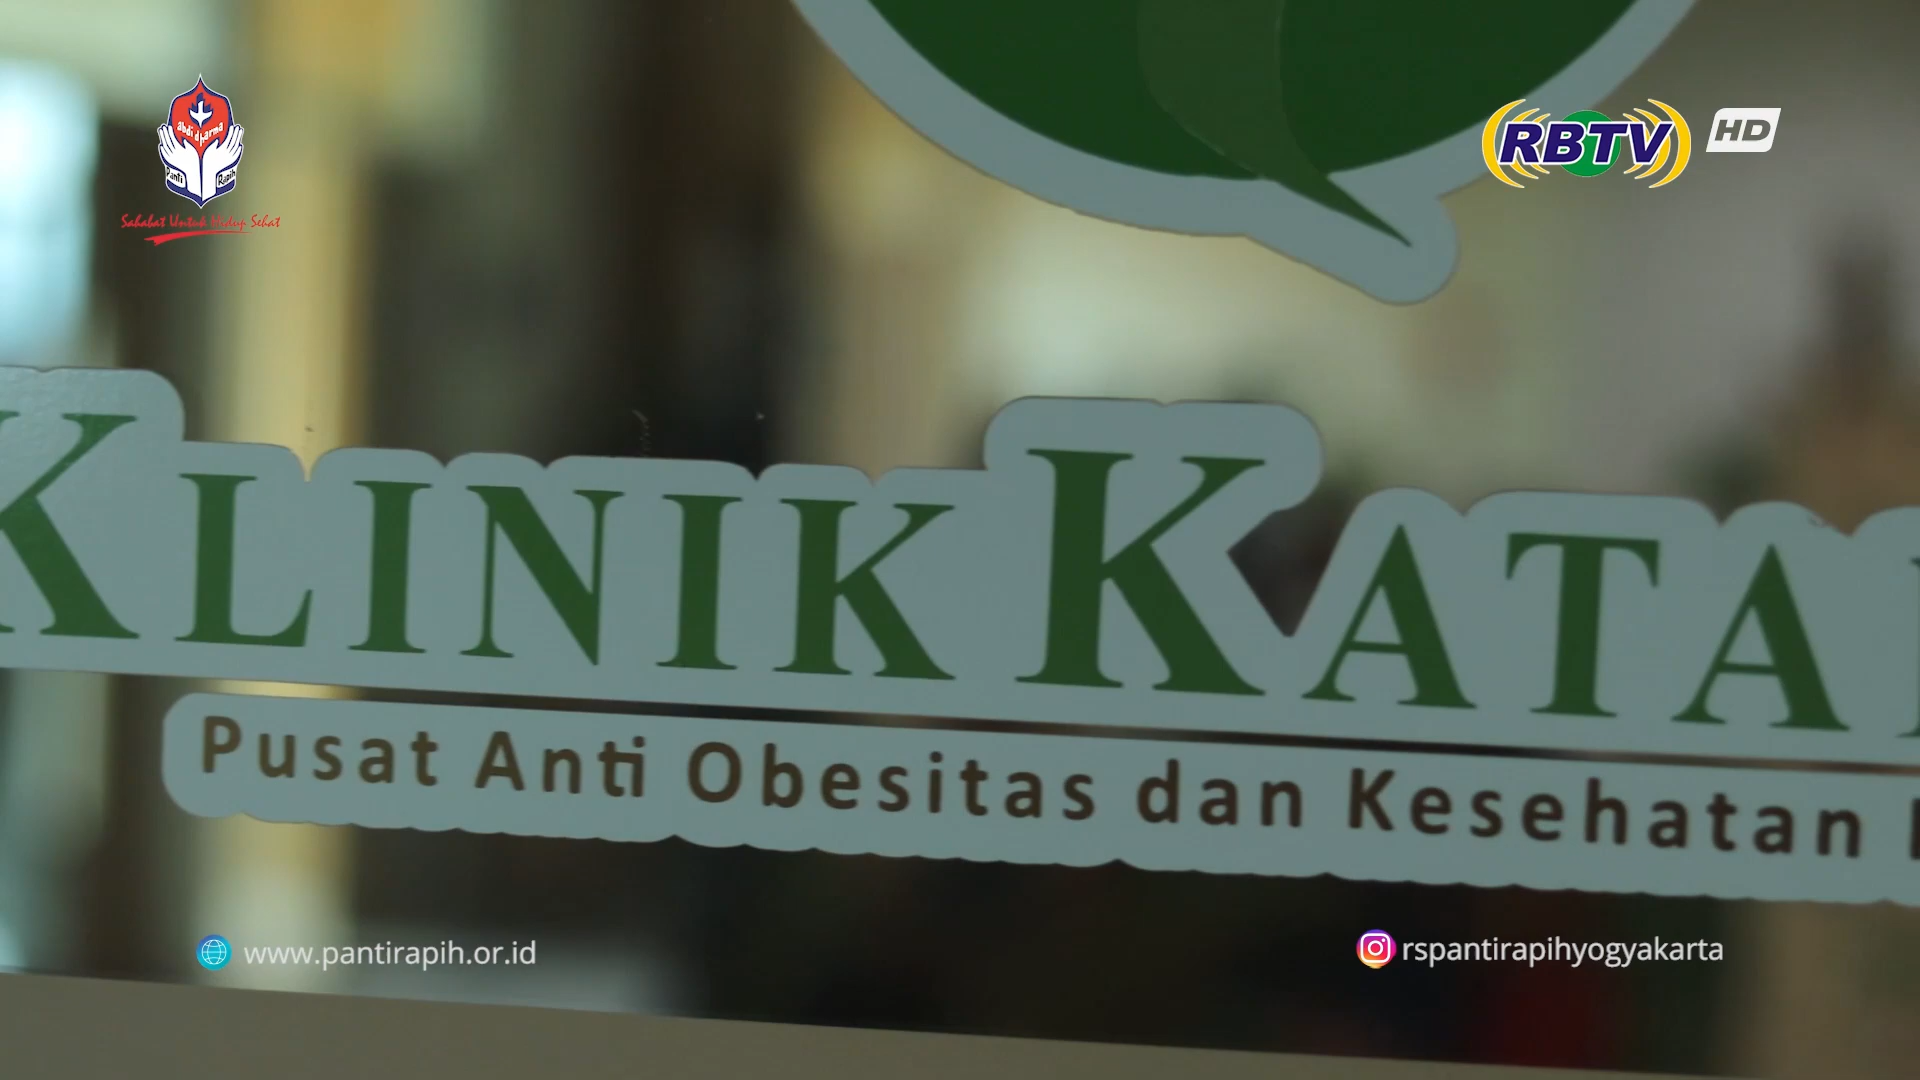 abdi dharma
Panti Rapih
Sahabat Untuk Hidup Sehat
RBTV HD
KLINIK KATA
Pusat Anti Obesitas dan Kesehatan
www.pantirapih.or.id
rspantirapihyogyakarta